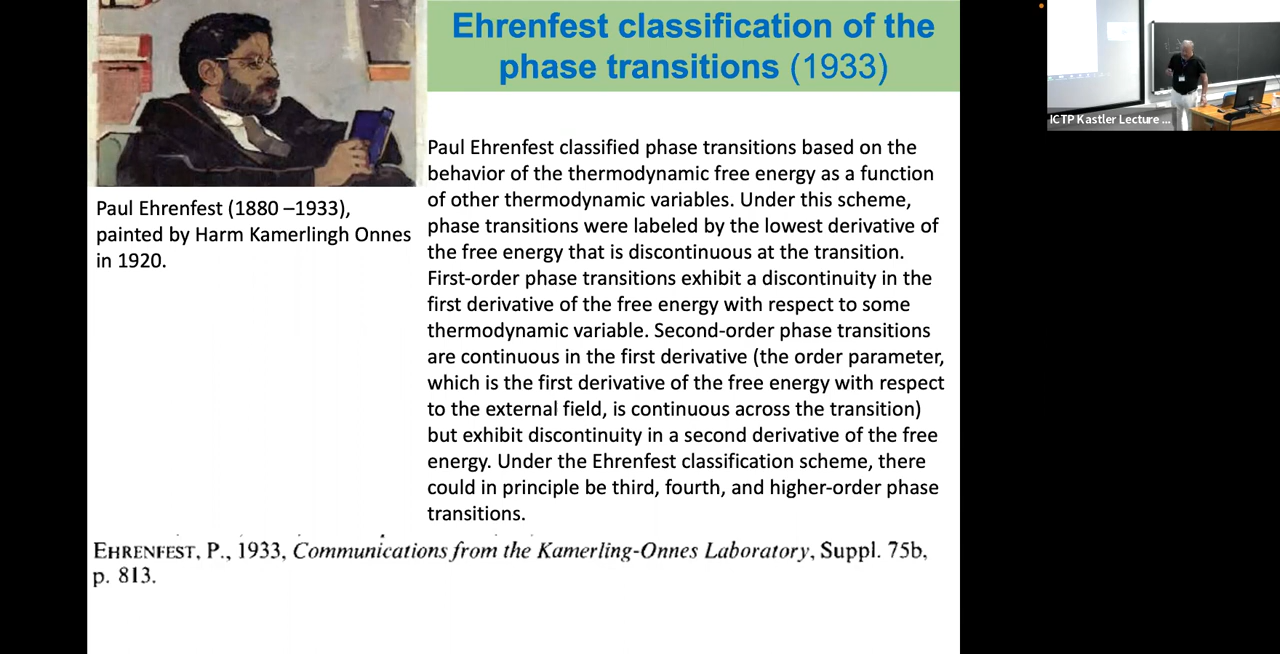 Ehrenfest classification of the
phase transitions (1933)
ICTP Kastler Lecture ...
Paul Ehrenfest (1880 –1933),
painted by Harm Kamerlingh Onnes
in 1920.
Paul Ehrenfest classified phase transitions based on the
behavior of the thermodynamic free energy as a function
of other thermodynamic variables. Under this scheme,
phase transitions were labeled by the lowest derivative of
the free energy that is discontinuous at the transition.
First-order phase transitions exhibit a discontinuity in the
first derivative of the free energy with respect to some
thermodynamic variable. Second-order phase transitions
are continuous in the first derivative (the order parameter,
which is the first derivative of the free energy with respect
to the external field, is continuous across the transition)
but exhibit discontinuity in a second derivative of the free
energy. Under the Ehrenfest classification scheme, there
could in principle be third, fourth, and higher-order phase
transitions.
EHRENFEST, P., 1933, Communications from the Kamerling-Onnes Laboratory, Suppl. 75b,
p. 813.